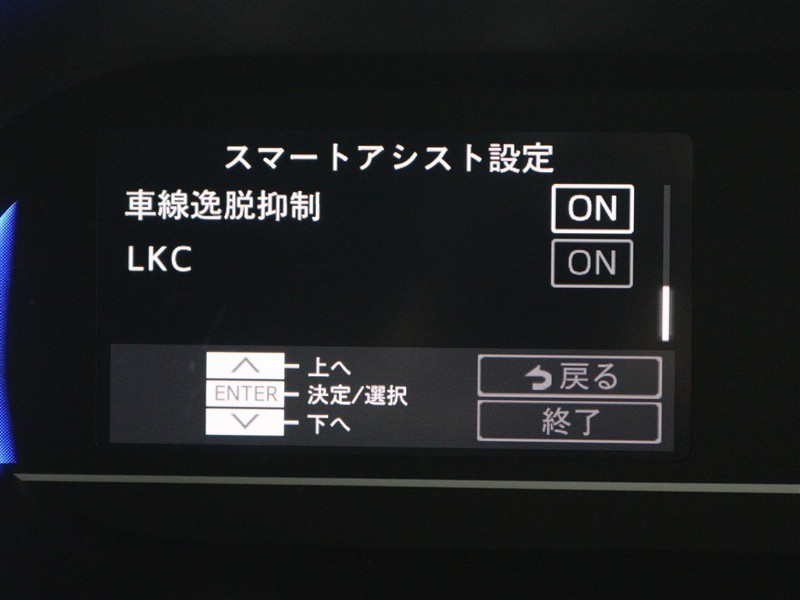 スマートアシスト設定
車線逸脱抑制 ON
LKC ON
上へ
ENTER 決定/選択
下へ
戻る
終了